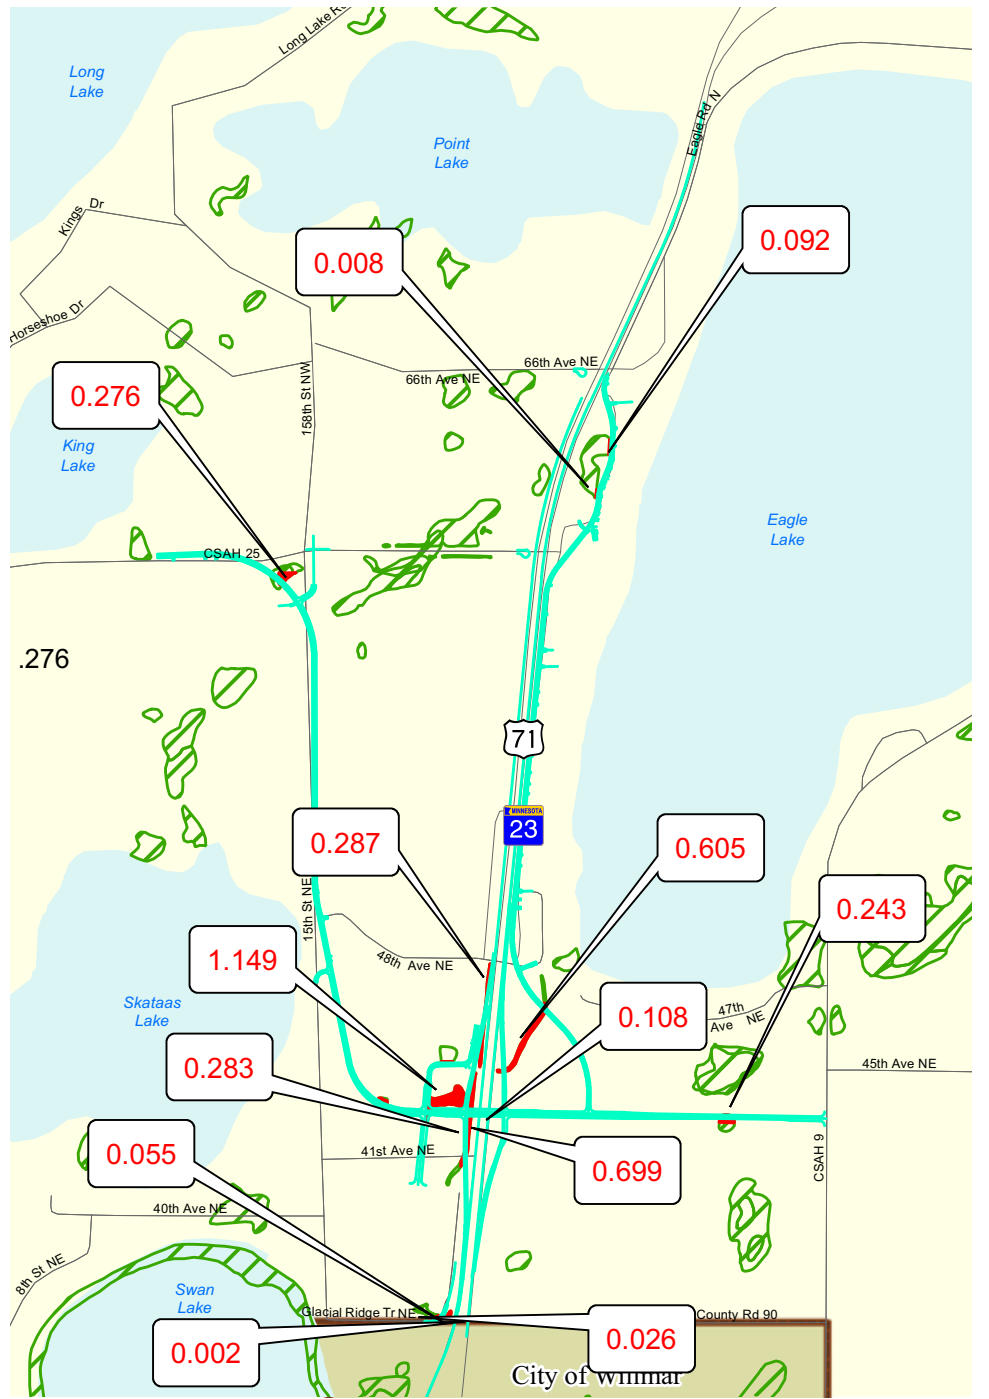 Long Lake Rd
Long
Lake
Eagle Rd N
Point
Lake
Kings Dr
0.092
0.008
Horseshoe Dr
66th Ave NE
66th Ave NE
0.276
158th St NW
King
Lake
Eagle
Lake
CSAH 25
.276
71
MINNESOTA
23
0.287
0.605
15th St NE
0.243
48th Ave NE
1.149
Skataas
Lake
0.108
47th
Ave NE
0.283
45th Ave NE
CSAH 9
0.055
41st Ave NE
0.699
40th Ave NE
8th St NE
Swan
Lake
Glacial Ridge Tr NE
County Rd 90
0.002
0.026
City of Willmar